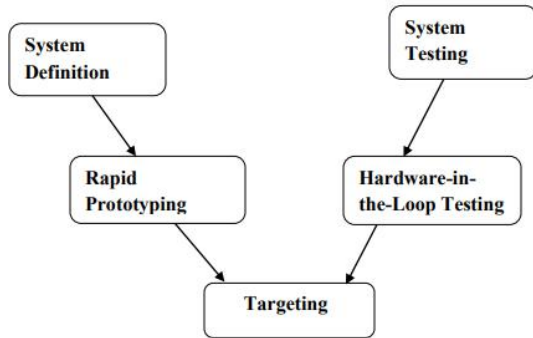 System
Definition
System
Testing
Rapid
Prototyping
Hardware-in-
the-Loop Testing
Targeting